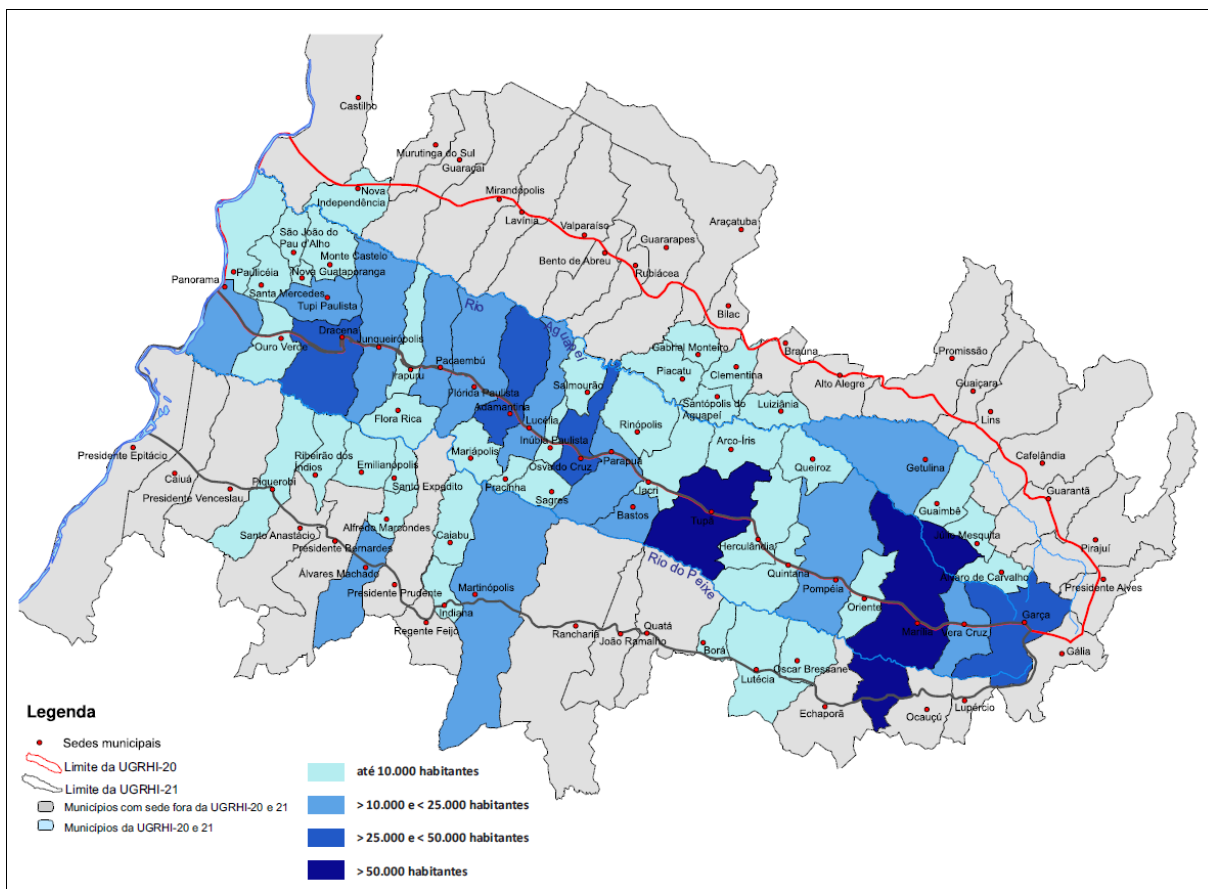 Castilho
Murutinga do Sul
Guaraçaí
Nova
Independência
Mirandópolis
Lavínia
Valparaíso
Araçatuba
Guararapes
Bento de Abreu
Rubiácea
São João do
Pau d'Alho
Monte Castelo
Paulicéia
Nova Guataporanga
Panorama
Santa Mercedes
Tupi Paulista
Rio
Aguapeí
Bilac
Dracena
Junqueirópolis
Ouro Verde
Irapuru
Pacaembú
Gabriel Monteiro
Braúna
Promissão
Piacatu
Clementina
Alto Alegre
Guaiçara
Flórida Paulista
Salmourão
Adamantina
Santópolis do
Aguapeí
Luiziânia
Lins
Flora Rica
Lucélia
Rinópolis
Inúbia Paulista
Arco-Íris
Presidente Epitácio
Ribeirão dos
Índios
Emilianópolis
Mariápolis
Osvaldo Cruz
Parapuã
Queiroz
Getulina
Cafelândia
Caiuá
Piquerobi
Santo Expedito
Pracinha
Presidente Venceslau
Sagres
Iacri
Bastos
Guarantã
Guaimbê
Tupã
Alfredo Marcondes
Santo Anastácio
Caiabu
Presidente Bernardes
Herculândia
Júlio Mesquita
Pirajuí
Rio do Peixe
Álvares Machado
Quintana
Álvaro de Carvalho
Presidente Alves
Presidente Prudente
Martinópolis
Pompéia
Oriente
Indiana
Regente Feijó
Rancharia
Quatá
João Ramalho
Garça
Marília
Vera Cruz
Borá
Gália
Oscar Bressane
Lutécia
Echaporã
Ocauçú
Lupércio
Legenda
Sedes municipais
Limite da UGRHI-20
Limite da UGRHI-21
Municípios com sede fora da UGRHI-20 e 21
Municípios da UGRHI-20 e 21
até 10.000 habitantes
> 10.000 e < 25.000 habitantes
> 25.000 e < 50.000 habitantes
> 50.000 habitantes